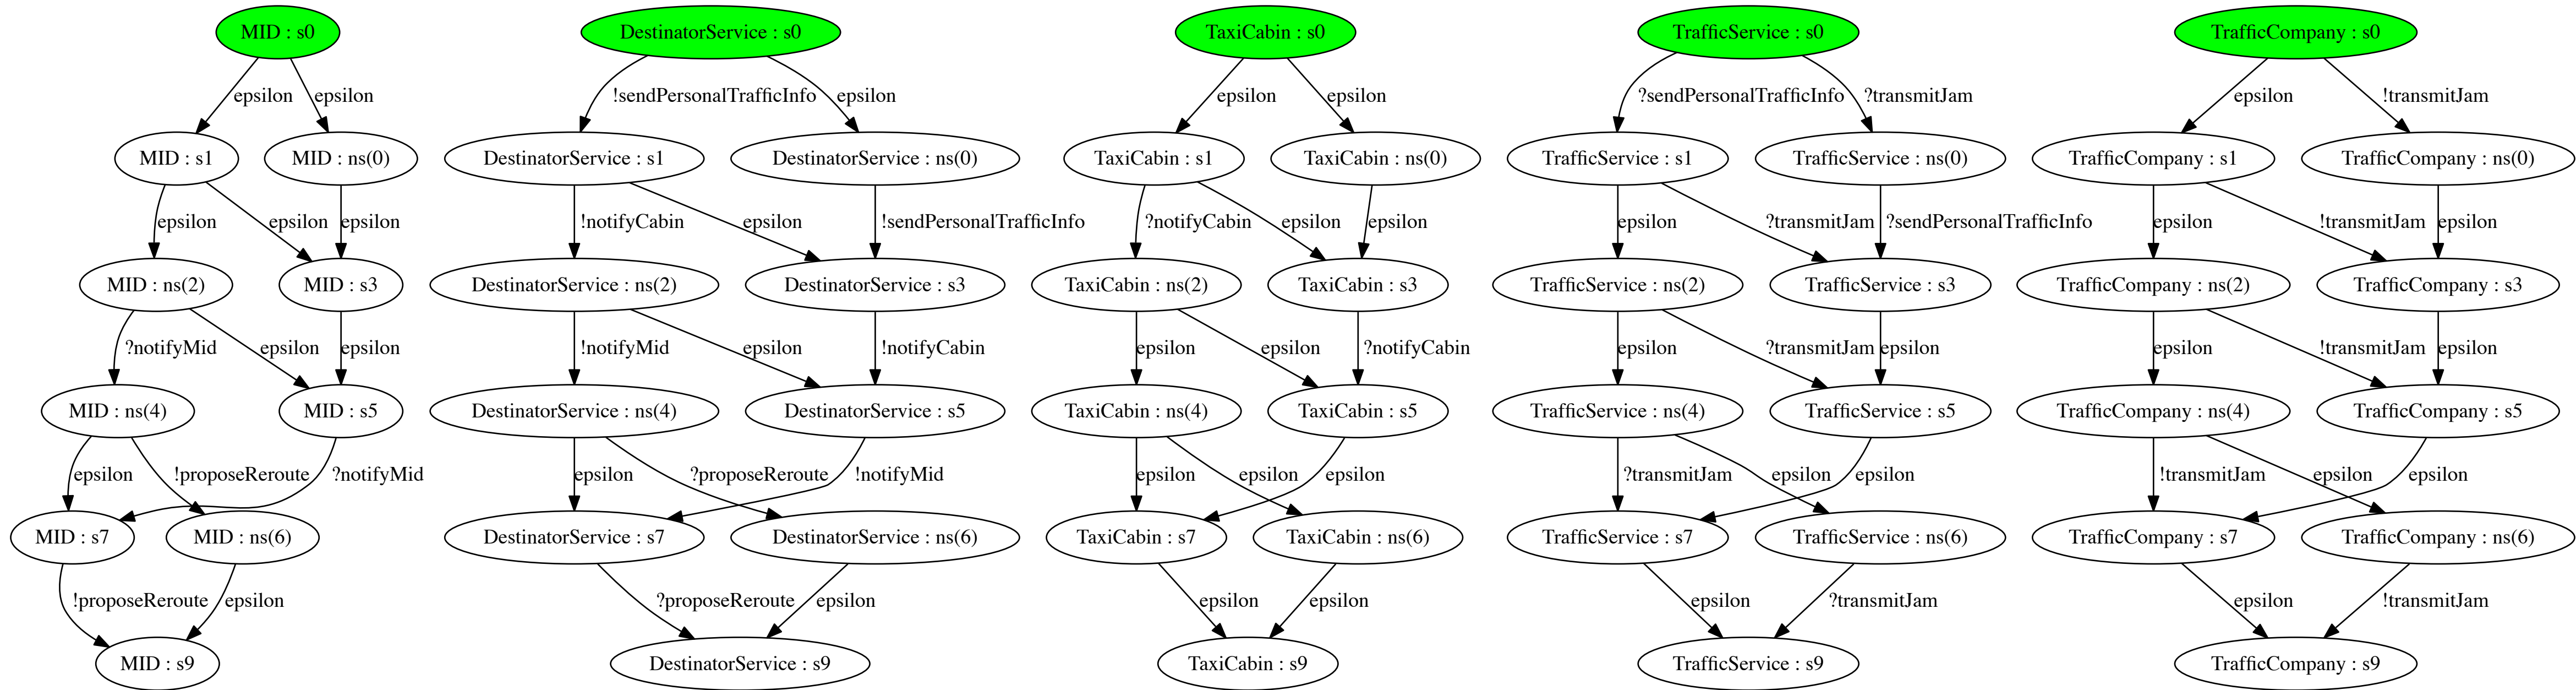 MID : s0 DestinatorService : s0 TaxiCabin : s0 TrafficService : s0 TrafficCompany : s0
epsilon epsilon !sendPersonalTrafficInfo epsilon epsilon epsilon ?sendPersonalTrafficInfo ?transmitJam epsilon !transmitJam
MID : s1 MID : ns(0) DestinatorService : s1 DestinatorService : ns(0) TaxiCabin : s1 TaxiCabin : ns(0) TrafficService : s1 TrafficService : ns(0) TrafficCompany : s1 TrafficCompany : ns(0)
epsilon epsilon epsilon !notifyCabin epsilon !sendPersonalTrafficInfo ?notifyCabin epsilon epsilon epsilon ?transmitJam ?sendPersonalTrafficInfo epsilon !transmitJam epsilon
MID : ns(2) MID : s3 DestinatorService : ns(2) DestinatorService : s3 TaxiCabin : ns(2) TaxiCabin : s3 TrafficService : ns(2) TrafficService : s3 TrafficCompany : ns(2) TrafficCompany : s3
?notifyMid epsilon epsilon !notifyMid epsilon !notifyCabin epsilon epsilon ?notifyCabin epsilon ?transmitJam epsilon epsilon !transmitJam epsilon
MID : ns(4) MID : s5 DestinatorService : ns(4) DestinatorService : s5 TaxiCabin : ns(4) TaxiCabin : s5 TrafficService : ns(4) TrafficService : s5 TrafficCompany : ns(4) TrafficCompany : s5
epsilon !proposeReroute ?notifyMid epsilon ?proposeReroute !notifyMid epsilon epsilon epsilon ?transmitJam epsilon epsilon !transmitJam epsilon epsilon
MID : s7 MID : ns(6) DestinatorService : s7 DestinatorService : ns(6) TaxiCabin : s7 TaxiCabin : ns(6) TrafficService : s7 TrafficService : ns(6) TrafficCompany : s7 TrafficCompany : ns(6)
!proposeReroute epsilon ?proposeReroute epsilon epsilon epsilon epsilon ?transmitJam epsilon !transmitJam
MID : s9 DestinatorService : s9 TaxiCabin : s9 TrafficService : s9 TrafficCompany : s9